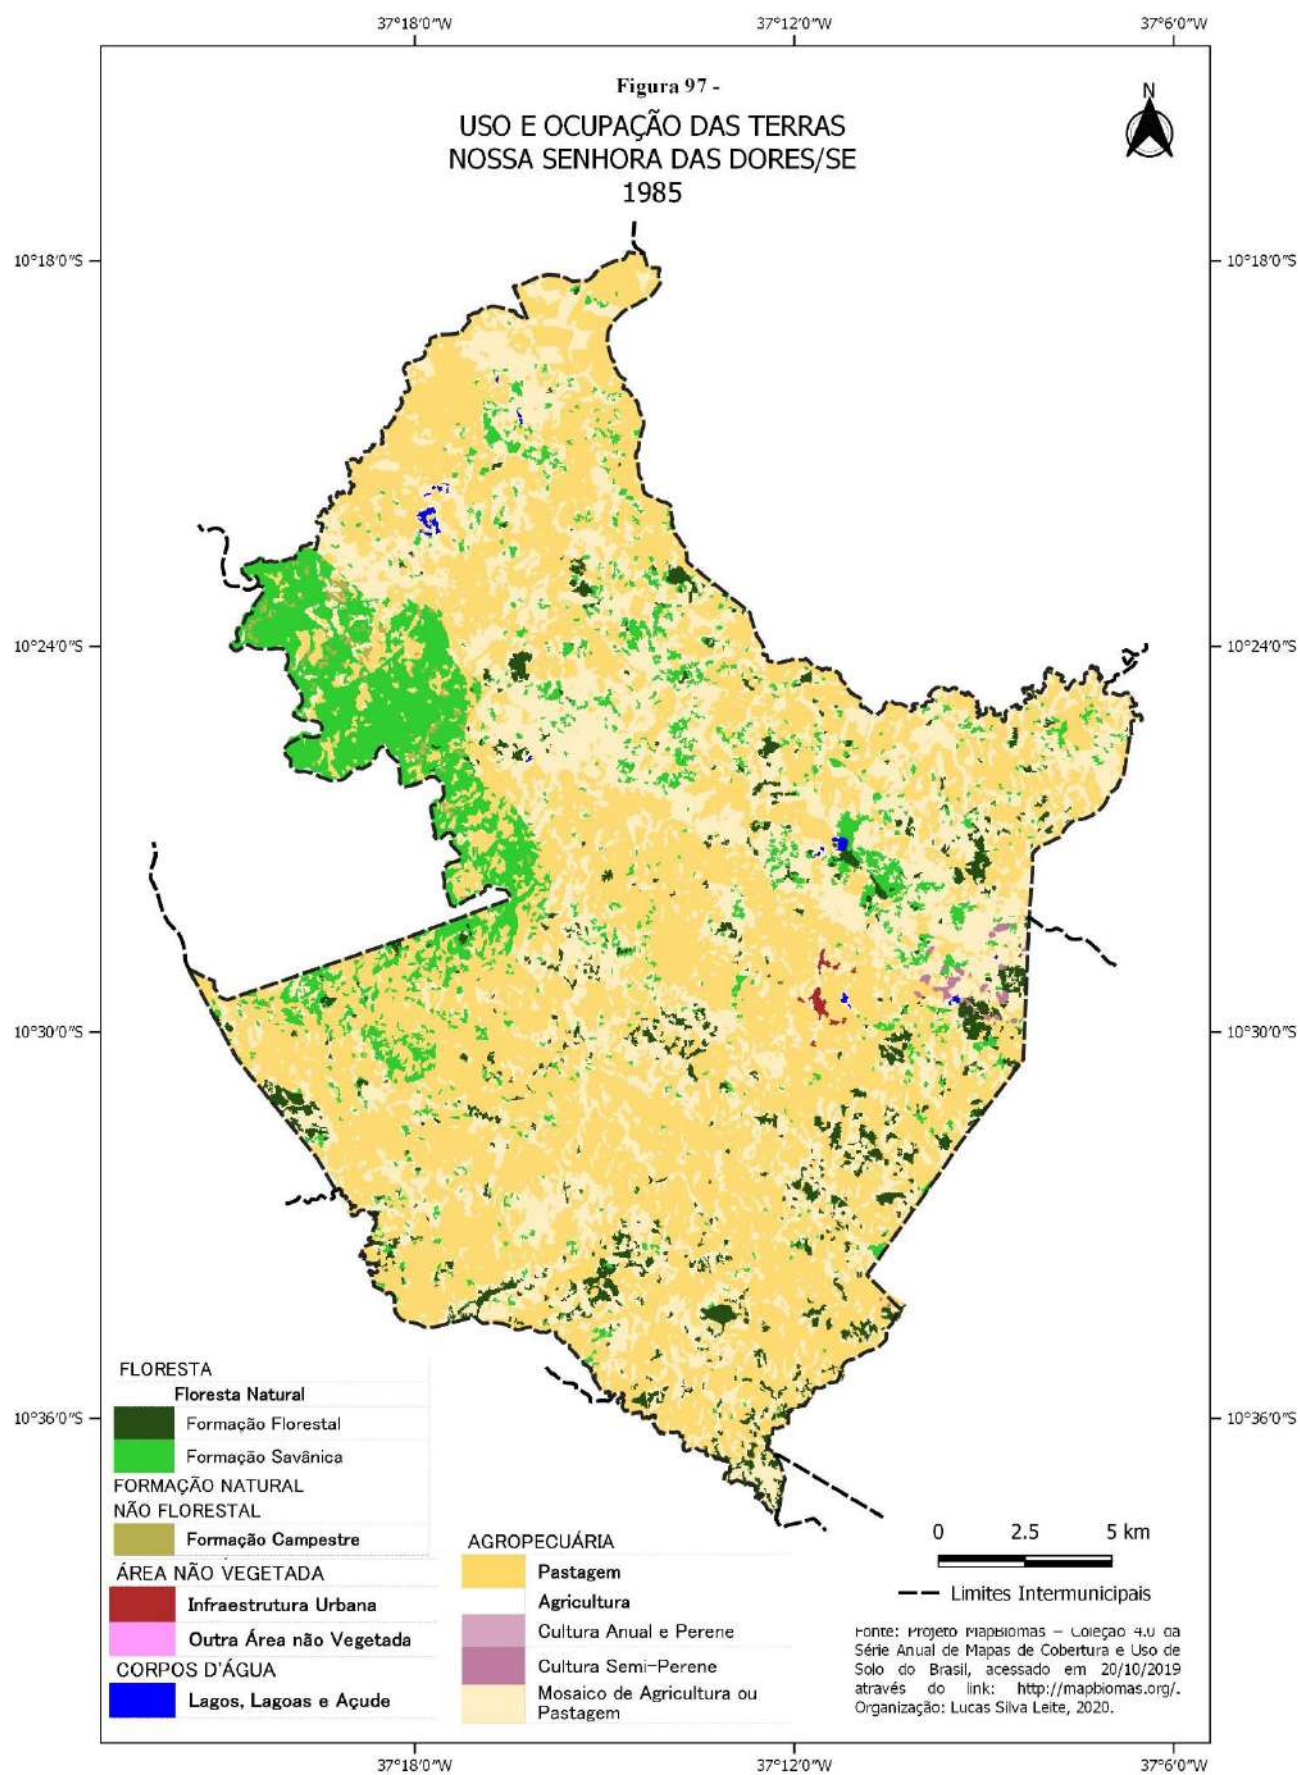 37°18'0"W 37°12'0"W 37°6'0"W
Figura 97 -
USO E OCUPAÇÃO DAS TERRAS
NOSSA SENHORA DAS DORES/SE
1985
N
10°18'0"S 10°18'0"S
10°24'0"S 10°24'0"S
10°30'0"S 10°30'0"S
10°36'0"S 10°36'0"S
FLORESTA
Floresta Natural
Formação Florestal
Formação Savânica
FORMAÇÃO NATURAL
NÃO FLORESTAL
Formação Campestre
ÁREA NÃO VEGETADA
Infraestrutura Urbana
Outra Área não Vegetada
CORPOS D'ÁGUA
Lagos, Lagoas e Açude
AGROPECUÁRIA
Pastagem
Agricultura
Cultura Anual e Perene
Cultura Semi-Perene
Mosaico de Agricultura ou
Pastagem
0 2.5 5 km
Limites Intermunicipais
Fonte: Projeto MapBiomas – Coleção 4.0 da
Série Anual de Mapas de Cobertura e Uso de
Solo do Brasil, acessado em 20/10/2019
através do link: http://mapbiomas.org/.
Organização: Lucas Silva Leite, 2020.
37°18'0"W 37°12'0"W 37°6'0"W